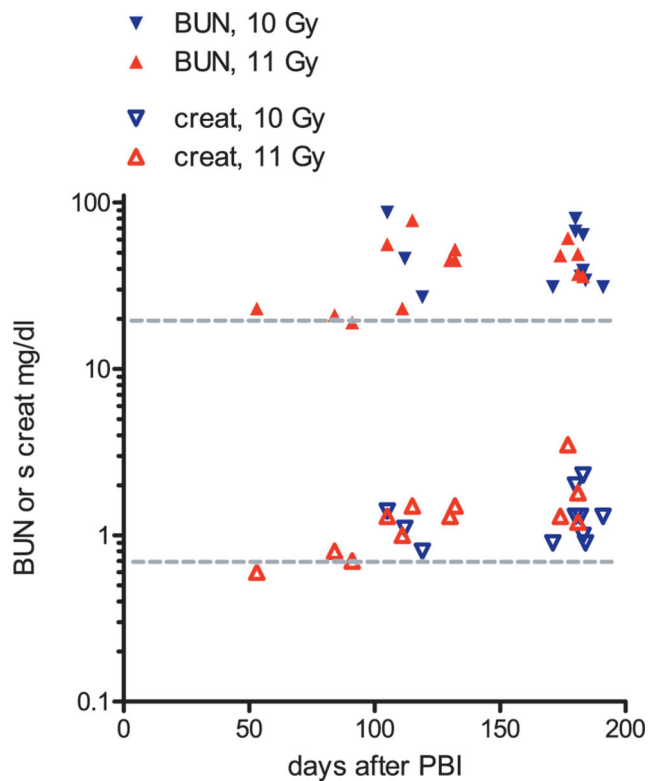 BUN, 10 Gy
BUN, 11 Gy
creat, 10 Gy
creat, 11 Gy
100
10
1
0.1
BUN or s creat mg/dl
0 50 100 150 200
days after PBI